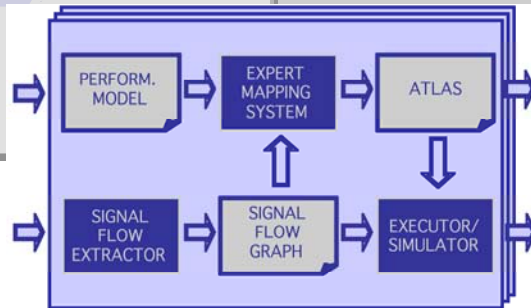 PERFORM.
MODEL
EXPERT
MAPPING
SYSTEM
ATLAS
SIGNAL
FLOW
EXTRACTOR
SIGNAL
FLOW
GRAPH
EXECUTOR/
SIMULATOR